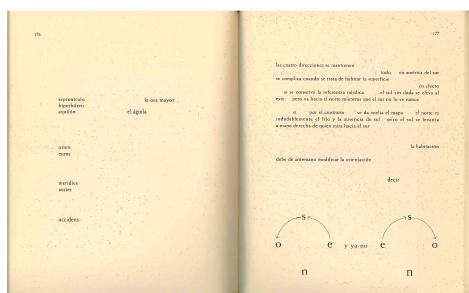 176
septentrión la osa mayor
hiperbóreo
aquilón el águila
orien
eurus
meridies
auster
occidens
177
las cuatro direcciones se mantienen
todo en américa del sur
se complica cuando se trata de habitar la superficie
en efecto
si se conserva la referencia nórdica el sol sin duda se eleva al
este pero va hacia el norte mientras que el sur no lo ve nunca
si por el contrario se da vuelta el mapa el norte es
indudablemente el frío y la ausencia de sol pero el sol se levanta
a mano derecha de quien mira hacia el sur
la habitación
debe de antemano modificar la orientación
decir
s s
o e y ya no e o
n n